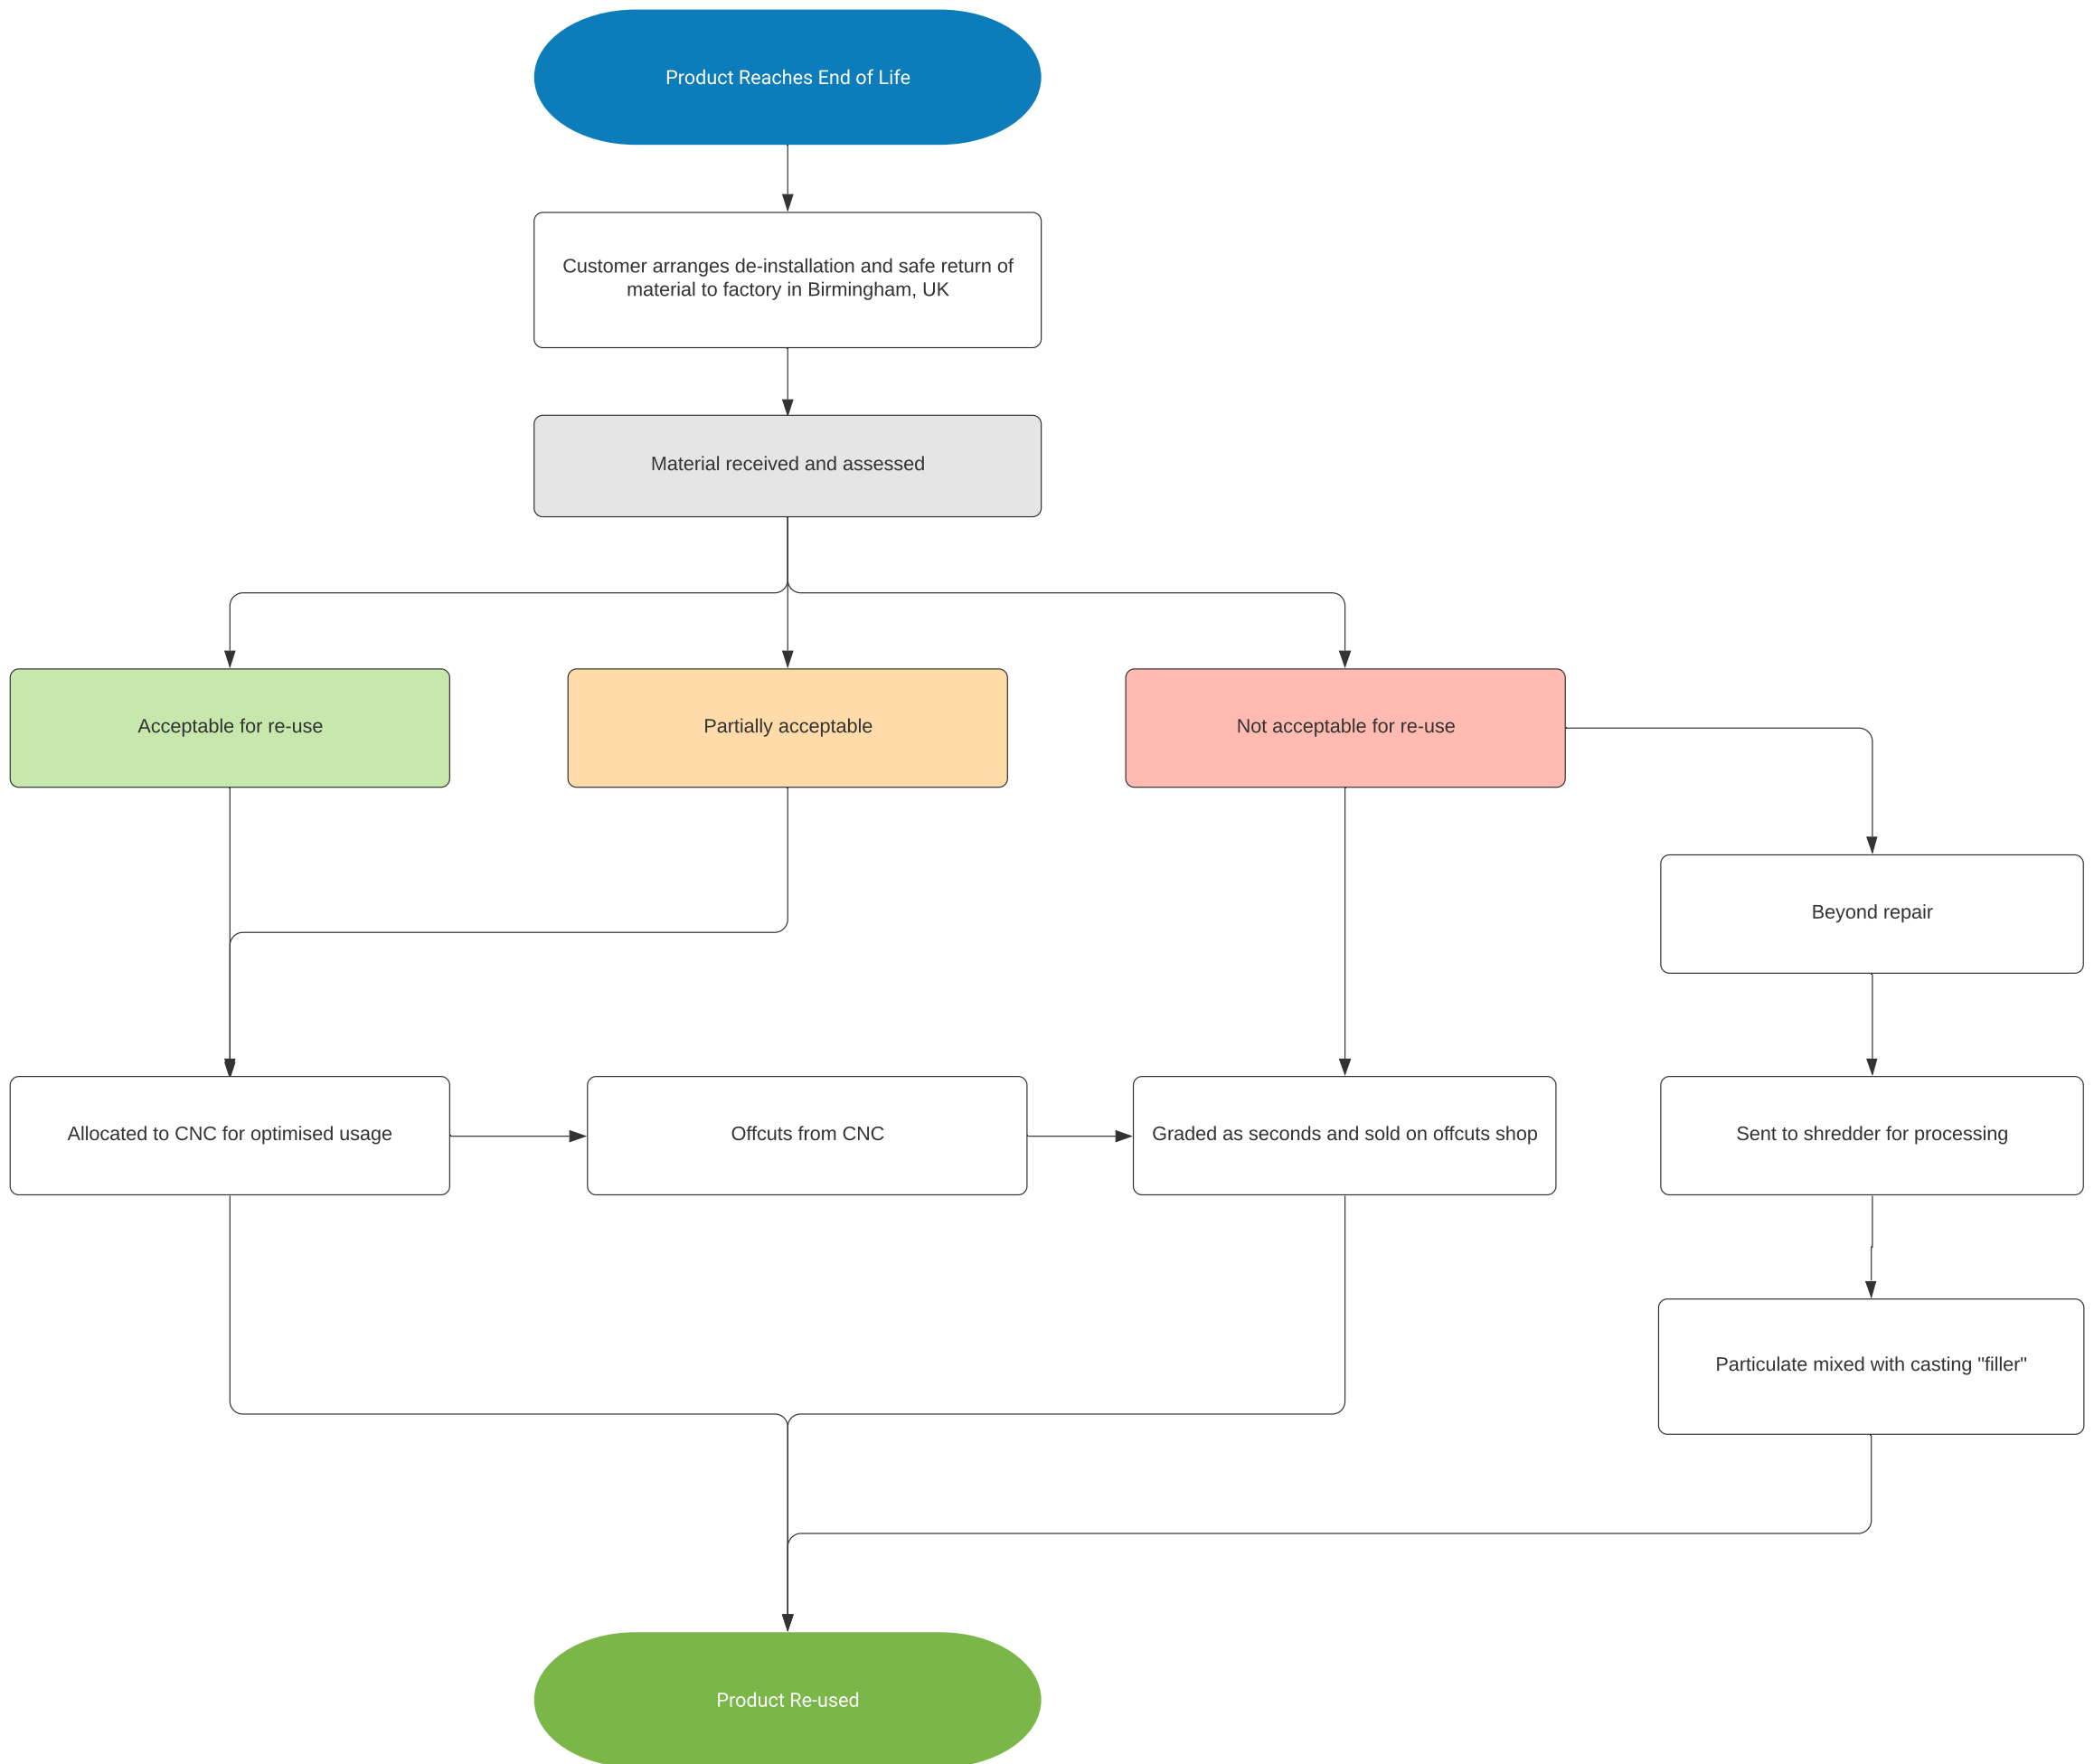 Product Reaches End of Life
Customer arranges de-installation and safe return of
material to factory in Birmingham, UK
Material received and assessed
Acceptable for re-use
Partially acceptable
Not acceptable for re-use
Beyond repair
Allocated to CNC for optimised usage
Offcuts from CNC
Graded as seconds and sold on offcuts shop
Sent to shredder for processing
Particulate mixed with casting "filler"
Product Re-used